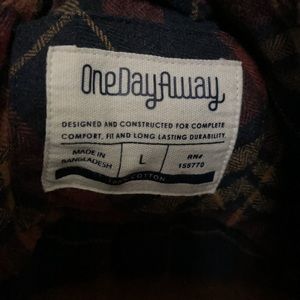 OneDayAway
DESIGNED AND CONSTRUCTED FOR COMPLETE
COMFORT, FIT AND LONG LASTING DURABILITY.
MADE IN
BANGLADESH
L
RN#
155770
COTTON